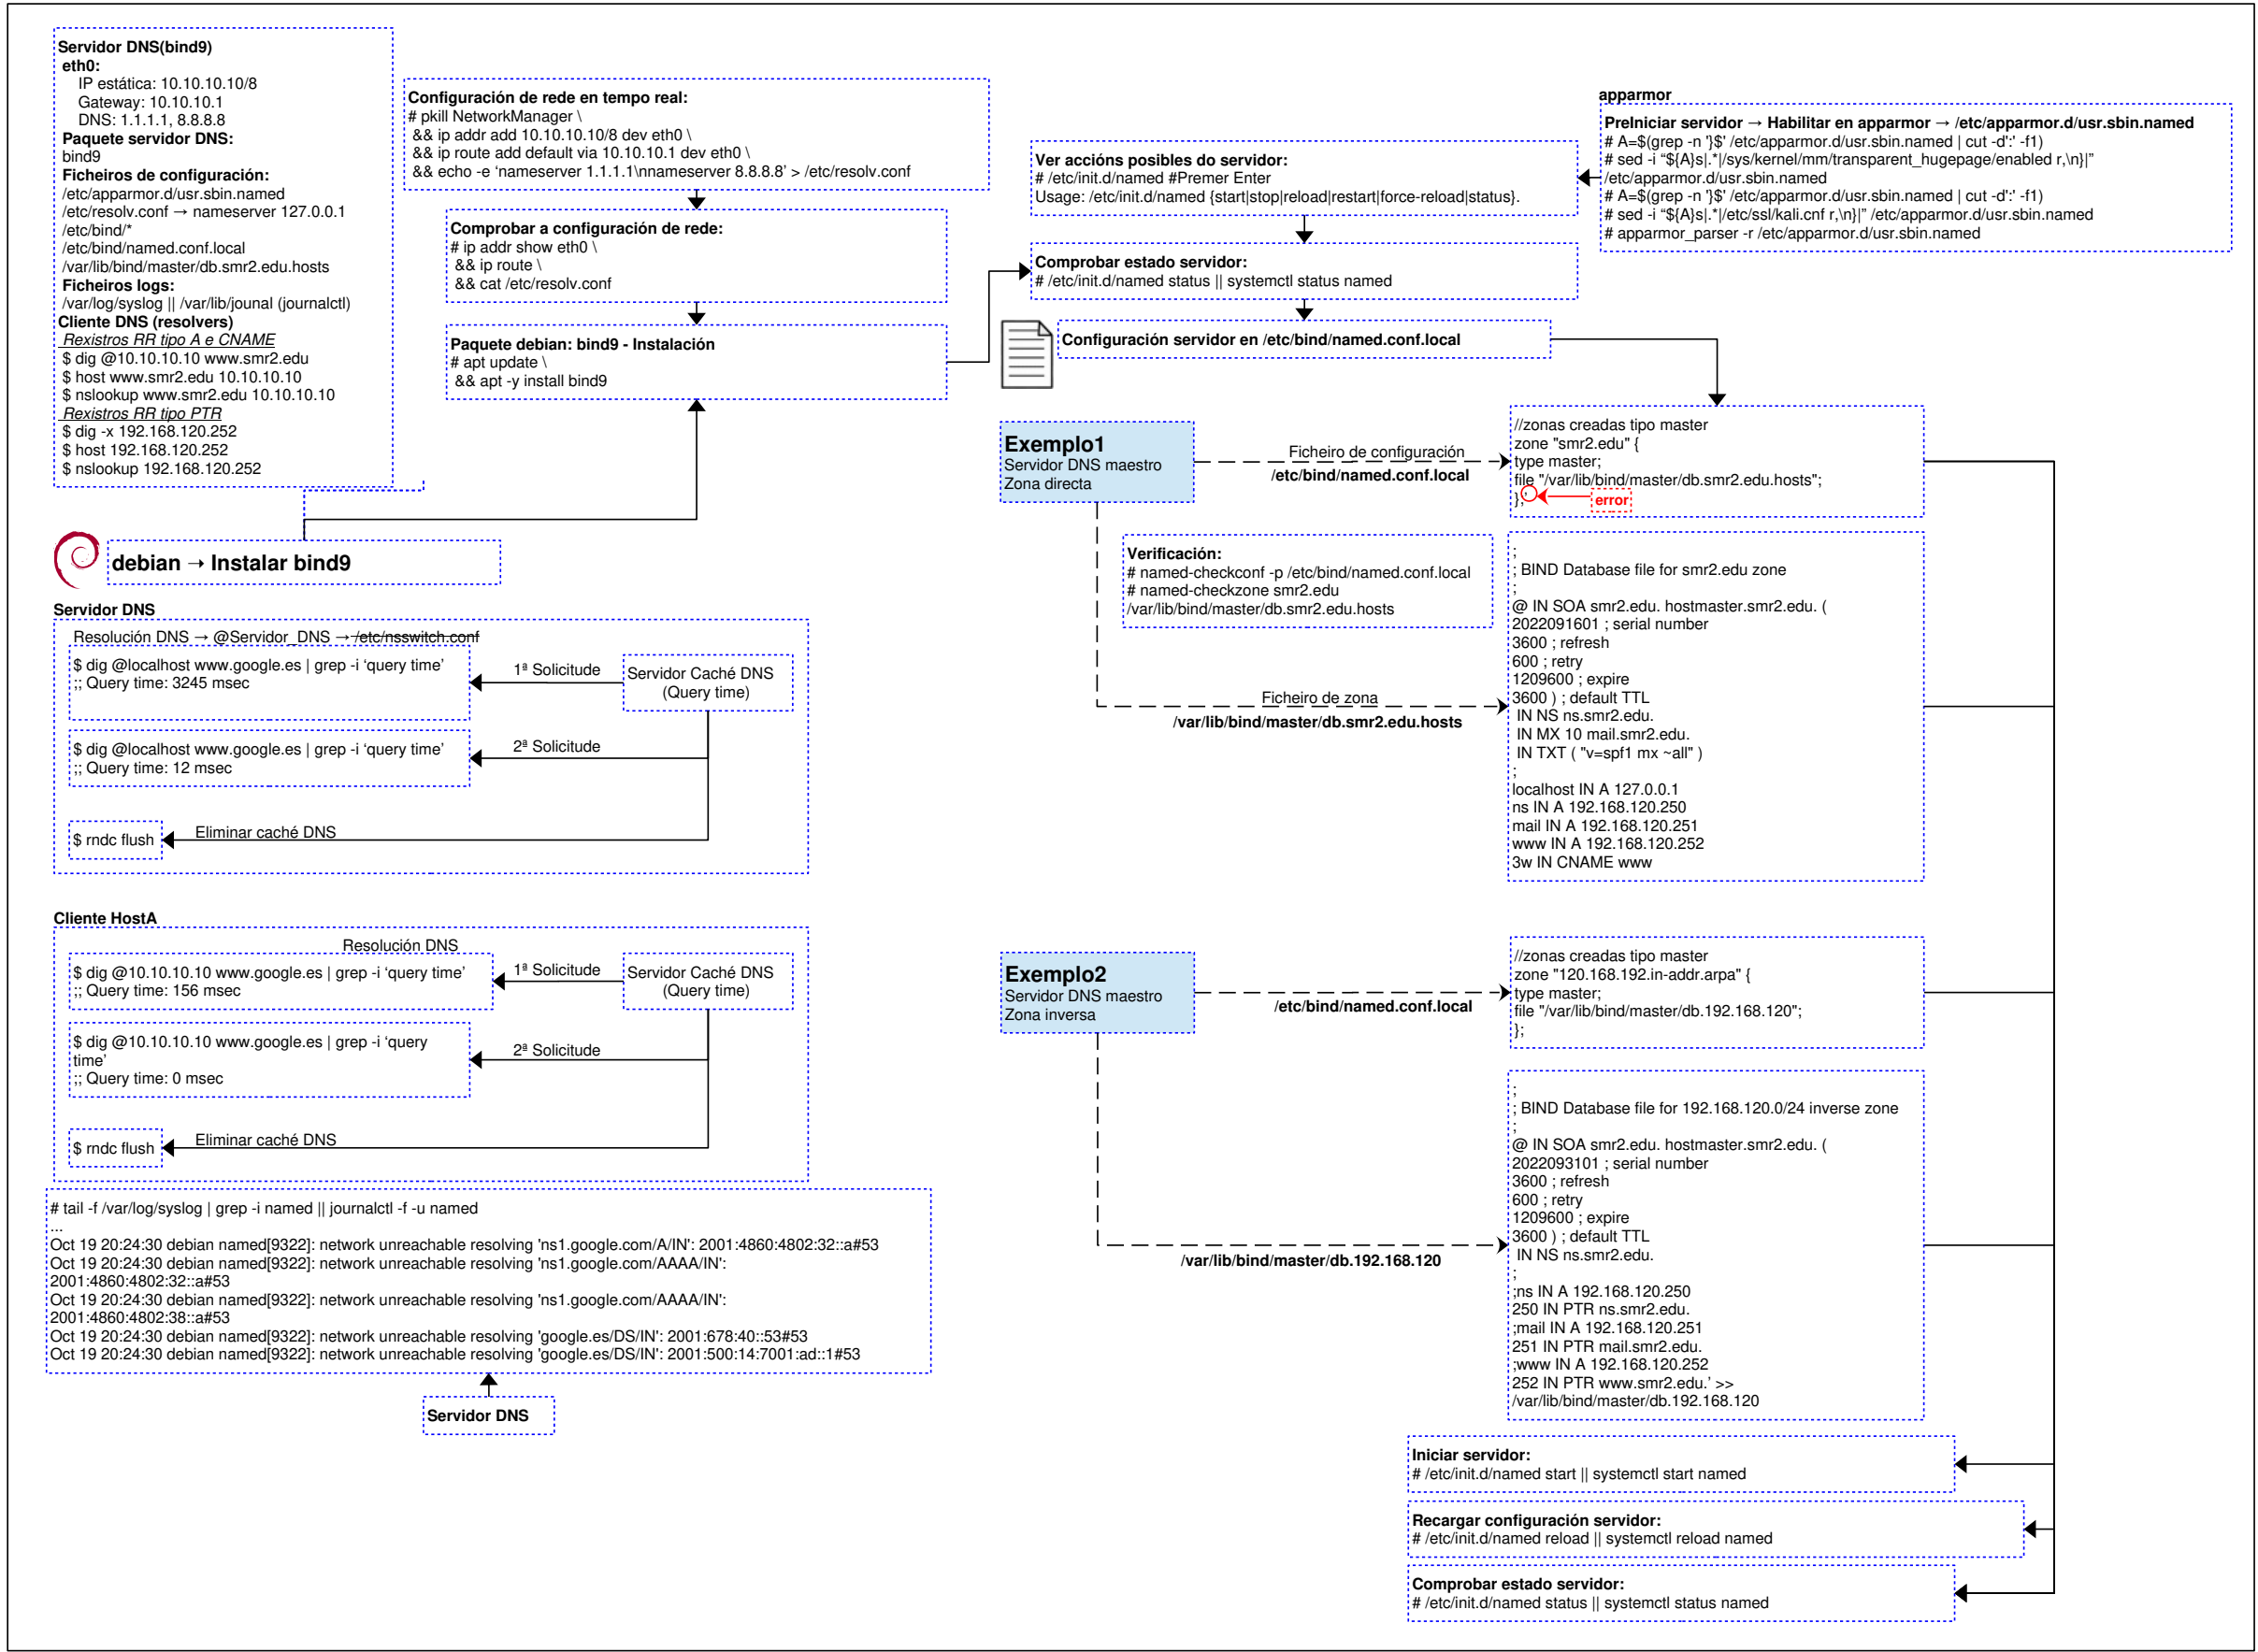 Servidor DNS(bind9)
eth0:
IP estática: 10.10.10.10/8
Gateway: 10.10.10.1
DNS: 1.1.1.1, 8.8.8.8
Paquete servidor DNS:
bind9
Ficheiros de configuración:
/etc/apparmor.d/usr.sbin.named
/etc/resolv.conf → nameserver 127.0.0.1
/etc/bind/*
/etc/bind/named.conf.local
/var/lib/bind/master/db.smr2.edu.hosts
Ficheiros logs:
/var/log/syslog || /var/lib/jounal (journalctl)
Cliente DNS (resolvers)
Rexistros RR tipo A e CNAME
$ dig @10.10.10.10 www.smr2.edu
$ host www.smr2.edu 10.10.10.10
$ nslookup www.smr2.edu 10.10.10.10
Rexistros RR tipo PTR
$ dig -x 192.168.120.252
$ host 192.168.120.252
$ nslookup 192.168.120.252
debian → Instalar bind9
Configuración de rede en tempo real:
# pkill NetworkManager \
&& ip addr add 10.10.10.10/8 dev eth0 \
&& ip route add default via 10.10.10.1 dev eth0 \
&& echo -e ‘nameserver 1.1.1.1\nnameserver 8.8.8.8’ > /etc/resolv.conf
Comprobar a configuración de rede:
# ip addr show eth0 \
&& ip route \
&& cat /etc/resolv.conf
Paquete debian: bind9 - Instalación
# apt update \
&& apt -y install bind9
apparmor
PreIniciar servidor → Habilitar en apparmor → /etc/apparmor.d/usr.sbin.named
# A=$(grep -n '}$' /etc/apparmor.d/usr.sbin.named | cut -d':' -f1)
# sed -i “${A}s|.*|/sys/kernel/mm/transparent_hugepage/enabled r,\n}|”
/etc/apparmor.d/usr.sbin.named
# A=$(grep -n '}$' /etc/apparmor.d/usr.sbin.named | cut -d':' -f1)
# sed -i “${A}s|.*|/etc/ssl/kali.cnf r,\n}|” /etc/apparmor.d/usr.sbin.named
# apparmor_parser -r /etc/apparmor.d/usr.sbin.named
Ver accións posibles do servidor:
# /etc/init.d/named #Premer Enter
Usage: /etc/init.d/named {start|stop|reload|restart|force-reload|status}.
Comprobar estado servidor:
# /etc/init.d/named status || systemctl status named
Configuración servidor en /etc/bind/named.conf.local
Exemplo1
Servidor DNS maestro
Zona directa
Ficheiro de configuración
/etc/bind/named.conf.local
//zonas creadas tipo master
zone "smr2.edu" {
type master;
file "/var/lib/bind/master/db.smr2.edu.hosts";
};'
error
Verificación:
# named-checkconf -p /etc/bind/named.conf.local
# named-checkzone smr2.edu
/var/lib/bind/master/db.smr2.edu.hosts
Ficheiro de zona
/var/lib/bind/master/db.smr2.edu.hosts
;
; BIND Database file for smr2.edu zone
;
@ IN SOA smr2.edu. hostmaster.smr2.edu. (
2022091601 ; serial number
3600 ; refresh
600 ; retry
1209600 ; expire
3600 ) ; default TTL
IN NS ns.smr2.edu.
IN MX 10 mail.smr2.edu.
IN TXT ( "v=spf1 mx ~all" )
;
localhost IN A 127.0.0.1
ns IN A 192.168.120.250
mail IN A 192.168.120.251
www IN A 192.168.120.252
3w IN CNAME www
Servidor DNS
Resolución DNS → @Servidor_DNS → /etc/nsswitch.conf
$ dig @localhost www.google.es | grep -i ‘query time’
;; Query time: 3245 msec
1ª Solicitude
Servidor Caché DNS
(Query time)
$ dig @localhost www.google.es | grep -i ‘query time’
;; Query time: 12 msec
2ª Solicitude
$ rndc flush
Eliminar caché DNS
Cliente HostA
Resolución DNS
$ dig @10.10.10.10 www.google.es | grep -i ‘query time’
;; Query time: 156 msec
1ª Solicitude
Servidor Caché DNS
(Query time)
$ dig @10.10.10.10 www.google.es | grep -i ‘query
time’
;; Query time: 0 msec
2ª Solicitude
$ rndc flush
Eliminar caché DNS
# tail -f /var/log/syslog | grep -i named || journalctl -f -u named
...
Oct 19 20:24:30 debian named[9322]: network unreachable resolving 'ns1.google.com/A/IN': 2001:4860:4802:32::a#53
Oct 19 20:24:30 debian named[9322]: network unreachable resolving 'ns1.google.com/AAAA/IN':
2001:4860:4802:32::a#53
Oct 19 20:24:30 debian named[9322]: network unreachable resolving 'ns1.google.com/AAAA/IN':
2001:4860:4802:38::a#53
Oct 19 20:24:30 debian named[9322]: network unreachable resolving 'google.es/DS/IN': 2001:678:40::53#53
Oct 19 20:24:30 debian named[9322]: network unreachable resolving 'google.es/DS/IN': 2001:500:14:7001:ad::1#53
Servidor DNS
Exemplo2
Servidor DNS maestro
Zona inversa
/etc/bind/named.conf.local
//zonas creadas tipo master
zone "120.168.192.in-addr.arpa" {
type master;
file "/var/lib/bind/master/db.192.168.120";
};
/var/lib/bind/master/db.192.168.120
;
; BIND Database file for 192.168.120.0/24 inverse zone
;
@ IN SOA smr2.edu. hostmaster.smr2.edu. (
2022093101 ; serial number
3600 ; refresh
600 ; retry
1209600 ; expire
3600 ) ; default TTL
IN NS ns.smr2.edu.
;
;ns IN A 192.168.120.250
250 IN PTR ns.smr2.edu.
;mail IN A 192.168.120.251
251 IN PTR mail.smr2.edu.
;www IN A 192.168.120.252
252 IN PTR www.smr2.edu.’ >>
/var/lib/bind/master/db.192.168.120
Iniciar servidor:
# /etc/init.d/named start || systemctl start named
Recargar configuración servidor:
# /etc/init.d/named reload || systemctl reload named
Comprobar estado servidor:
# /etc/init.d/named status || systemctl status named